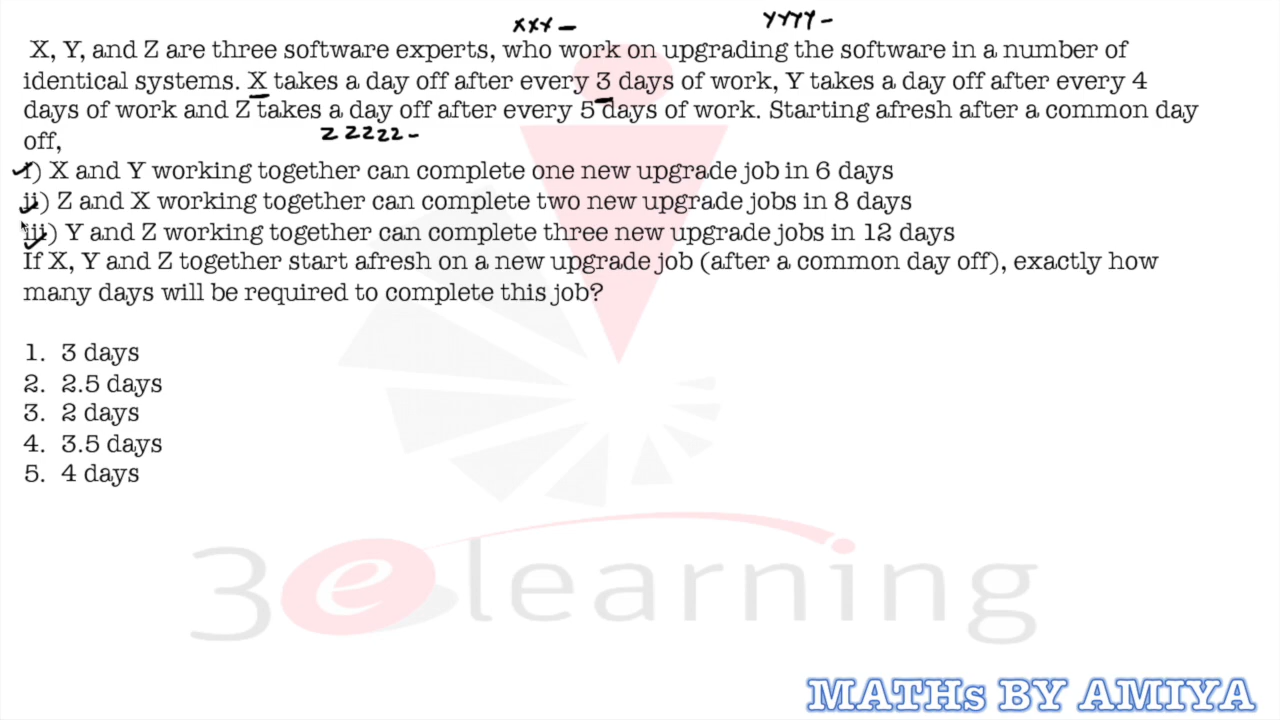 XXX – YYYY –
X, Y, and Z are three software experts, who work on upgrading the software in a number of
identical systems. X takes a day off after every 3 days of work, Y takes a day off after every 4
days of work and Z takes a day off after every 5 days of work. Starting afresh after a common day
z zzzz -
off,
i) X and Y working together can complete one new upgrade job in 6 days
ii) Z and X working together can complete two new upgrade jobs in 8 days
iii) Y and Z working together can complete three new upgrade jobs in 12 days
If X, Y and Z together start afresh on a new upgrade job (after a common day off), exactly how
many days will be required to complete this job?
1. 3 days
2. 2.5 days
3. 2 days
4. 3.5 days
5. 4 days
3elearning
MATHs BY AMIYA